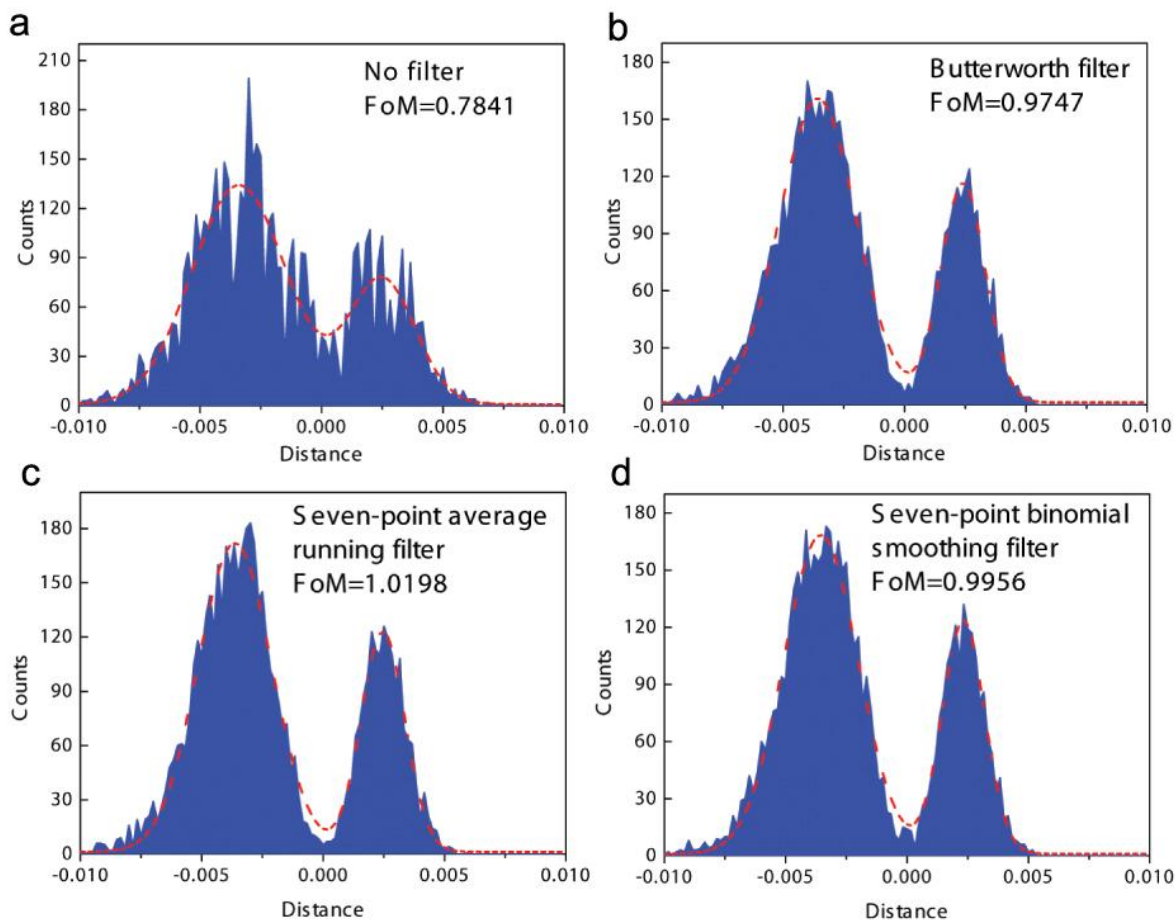 a
No filter
FoM=0.7841
210
180
150
120
90
60
30
0
Counts
-0.010
-0.005
0.000
0.005
0.010
Distance
b
Butterworth filter
FoM=0.9747
180
150
120
90
60
30
0
Counts
-0.010
-0.005
0.000
0.005
0.010
Distance
c
Seven-point average
running filter
FoM=1.0198
180
150
120
90
60
30
0
Counts
-0.010
-0.005
0.000
0.005
0.010
Distance
d
Seven-point binomial
smoothing filter
FoM=0.9956
180
150
120
90
60
30
0
Counts
-0.010
-0.005
0.000
0.005
0.010
Distance